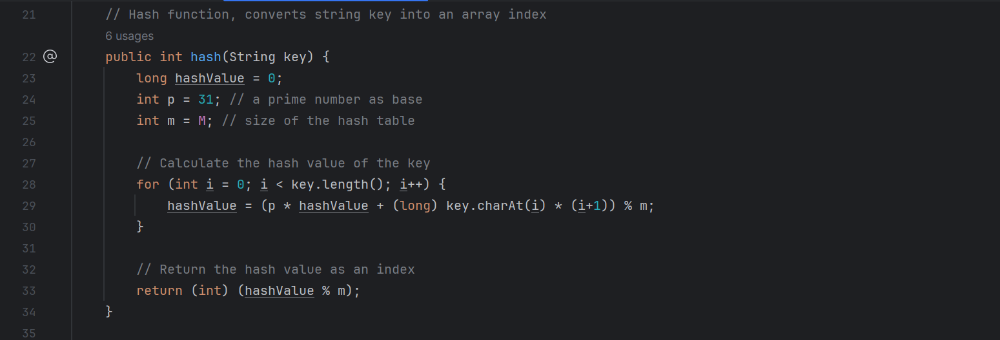 21 // Hash function, converts string key into an array index
6 usages
22 @ public int hash(String key) {
23 long hashValue = 0;
24 int p = 31; // a prime number as base
25 int m = M; // size of the hash table
26
27 // Calculate the hash value of the key
28 for (int i = 0; i < key.length(); i++) {
29 hashValue = (p * hashValue + (long) key.charAt(i) * (i+1)) % m;
30 }
31
32 // Return the hash value as an index
33 return (int) (hashValue % m);
34 }
35